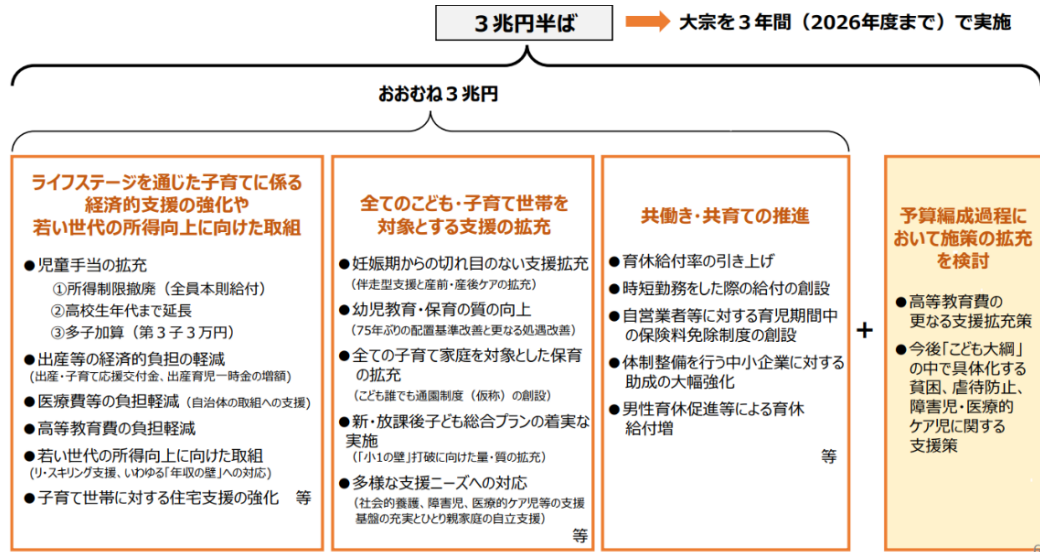 3兆円半ば
大宗を3年間（2026年度まで）で実施
おおむね3兆円
ライフステージを通じた子育てに係る
経済的支援の強化や
若い世代の所得向上に向けた取組
●児童手当の拡充
①所得制限撤廃（全員本則給付）
②高校生年代まで延長
③多子加算（第3子3万円）
●出産等の経済的負担の軽減
(出産・子育て応援交付金、出産育児一時金の増額)
●医療費等の負担軽減（自治体の取組への支援）
●高等教育費の負担軽減
●若い世代の所得向上に向けた取組
(リ・スキリング支援、いわゆる「年収の壁」への対応)
●子育て世帯に対する住宅支援の強化　等
全てのこども・子育て世帯を
対象とする支援の拡充
●妊娠期からの切れ目のない支援拡充
（伴走型支援と産前・産後ケアの拡充）
●幼児教育・保育の質の向上
（75年ぶりの配置基準改善と更なる処遇改善）
●全ての子育て家庭を対象とした保育
の拡充
（こども誰でも通園制度（仮称）の創設）
●新・放課後子ども総合プランの着実な
実施
（「小1の壁」打破に向けた量・質の拡充）
●多様な支援ニーズへの対応
（社会的養護、障害児、医療的ケア児等の支援
基盤の充実とひとり親家庭の自立支援）
等
共働き・共育ての推進
●育休給付率の引き上げ
●時短勤務をした際の給付の創設
●自営業者等に対する育児期間中
の保険料免除制度の創設
●体制整備を行う中小企業に対する
助成の大幅強化
●男性育休促進等による育休
給付増
等
+
予算編成過程に
おいて施策の拡充
を検討
●高等教育費の
更なる支援拡充策
●今後「こども大綱」
の中で具体化する
貧困、虐待防止、
障害児・医療的
ケア児に関する
支援策